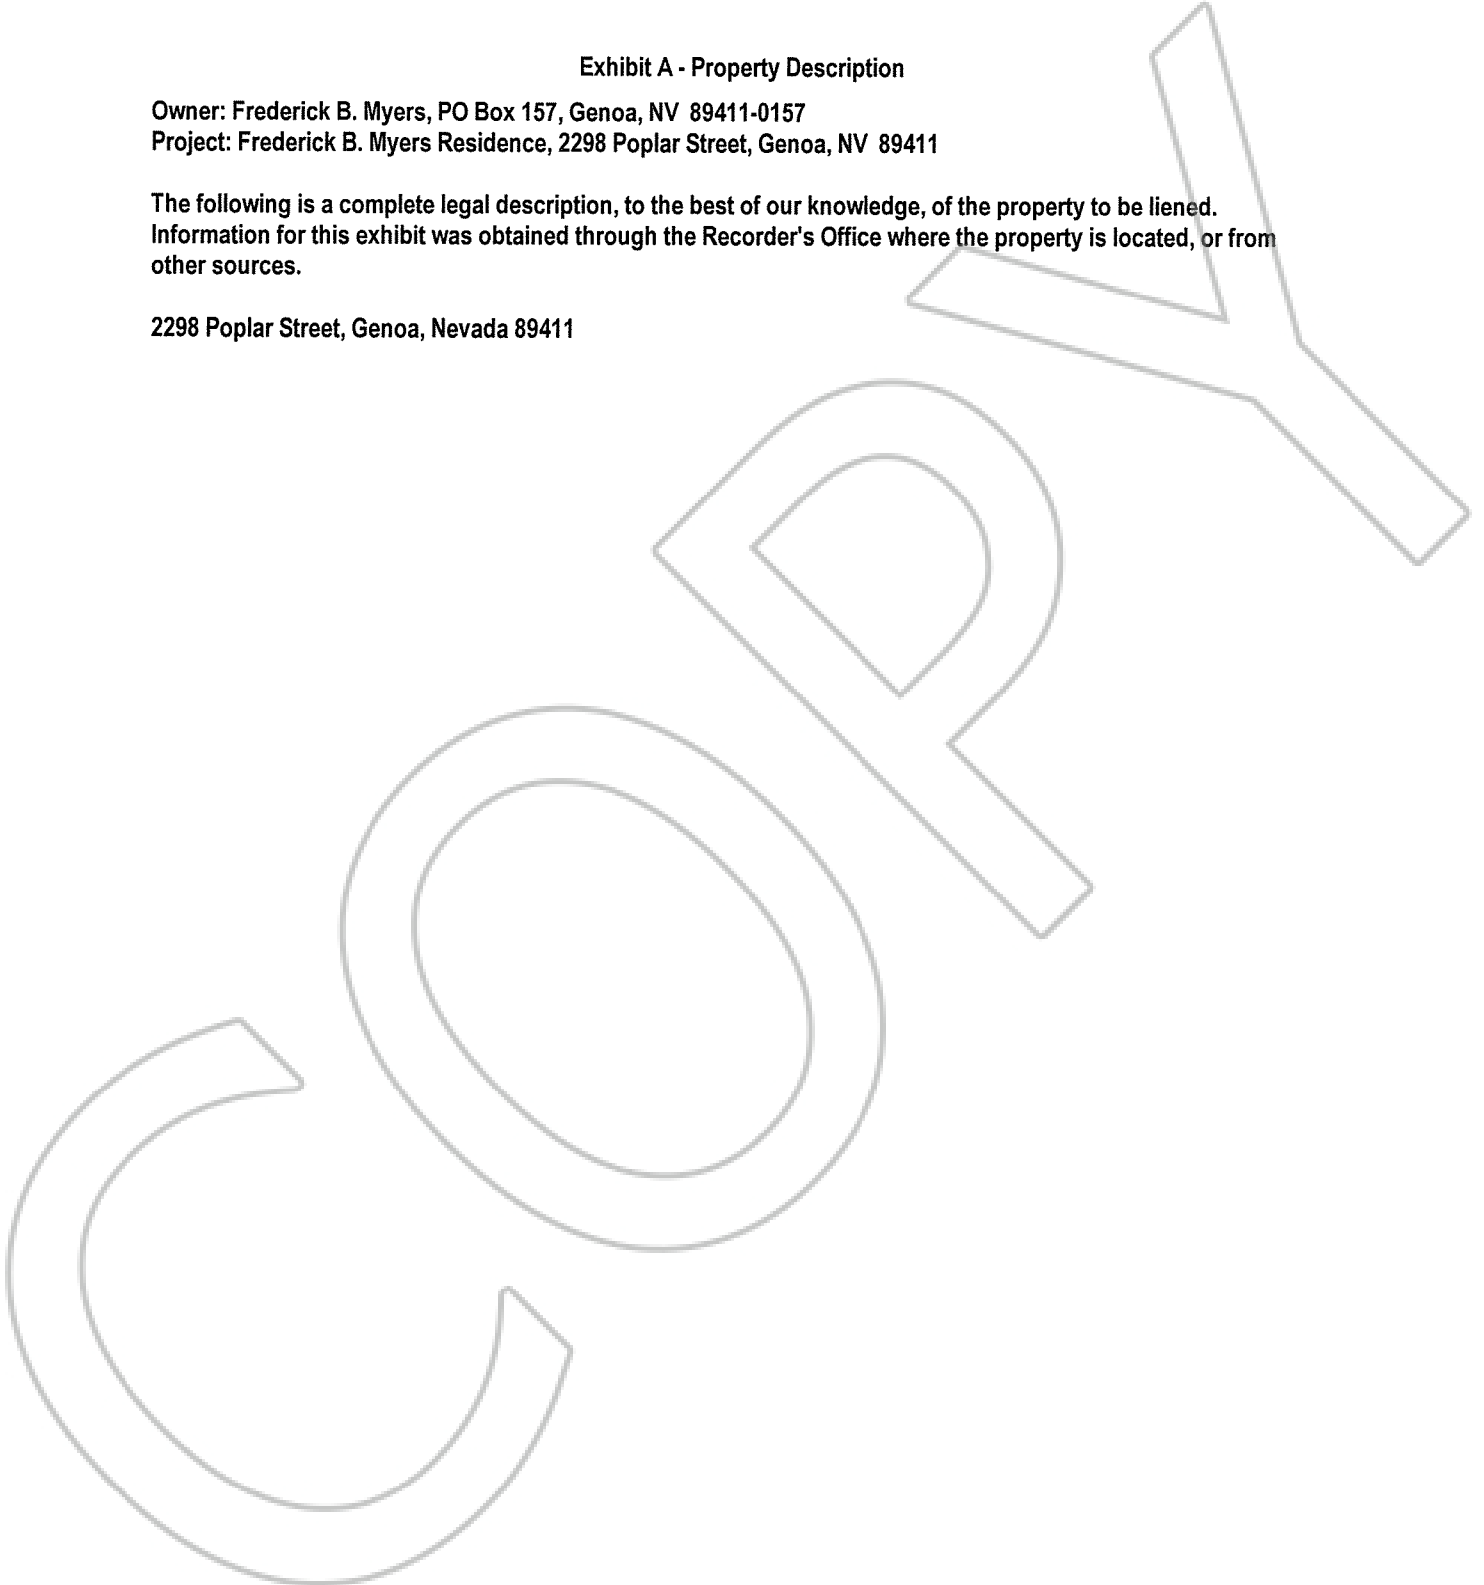 Exhibit A - Property Description
Owner: Frederick B. Myers, PO Box 157, Genoa, NV 89411-0157
Project: Frederick B. Myers Residence, 2298 Poplar Street, Genoa, NV 89411
The following is a complete legal description, to the best of our knowledge, of the property to be liened.
Information for this exhibit was obtained through the Recorder's Office where the property is located, or from
other sources.
2298 Poplar Street, Genoa, Nevada 89411
COPY